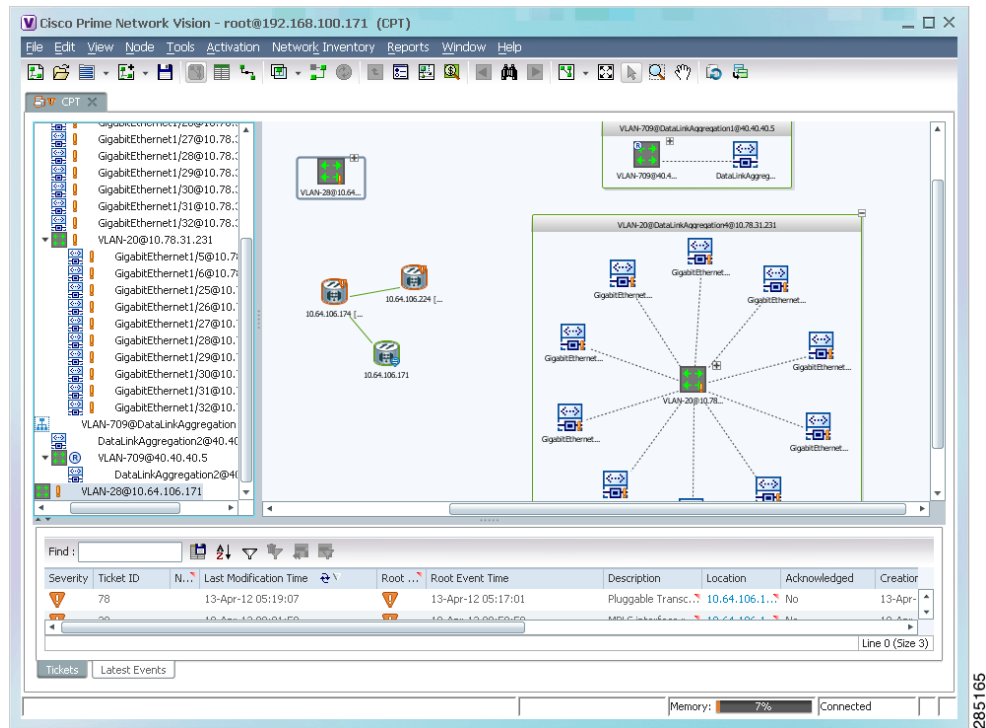 Cisco Prime Network Vision - root@192.168.100.171 (CPT)
File Edit View Node Tools Activation Network Inventory Reports Window Help
CPT
GigabitEthernet1/27@10.78.3
GigabitEthernet1/28@10.78.3
GigabitEthernet1/29@10.78.3
GigabitEthernet1/30@10.78.3
GigabitEthernet1/31@10.78.3
GigabitEthernet1/32@10.78.3
VLAN-20@10.78.31.231
GigabitEthernet1/5@10.78
GigabitEthernet1/6@10.78
GigabitEthernet1/25@10.
GigabitEthernet1/26@10.
GigabitEthernet1/27@10.
GigabitEthernet1/28@10.
GigabitEthernet1/29@10.
GigabitEthernet1/30@10.
GigabitEthernet1/31@10.
GigabitEthernet1/32@10.
VLAN-709@DataLinkAggregation
DataLinkAggregation2@40.40
VLAN-709@40.40.40.5
DataLinkAggregation2@40
VLAN-28@10.64.106.171
VLAN-28@10.64...
10.64.106.174 [...
10.64.106.224 [...
10.64.106.171
VLAN-709@DataLinkAggregation1@40.40.40.5
VLAN-709@40.4...
DataLinkAggreg...
VLAN-20@DataLinkAggregation4@10.78.31.231
GigabitEthernet...
GigabitEthernet...
GigabitEthernet...
GigabitEthernet...
GigabitEthernet...
VLAN-20@10.78...
GigabitEthernet...
GigabitEthernet...
Find :
Severity Ticket ID N... Last Modification Time Root ... Root Event Time Description Location Acknowledged Creation
78 13-Apr-12 05:19:07 13-Apr-12 05:17:01 Pluggable Transc... 10.64.106.1... No 13-Apr-
Line 0 (Size 3)
Tickets Latest Events
Memory: 7% Connected
285165